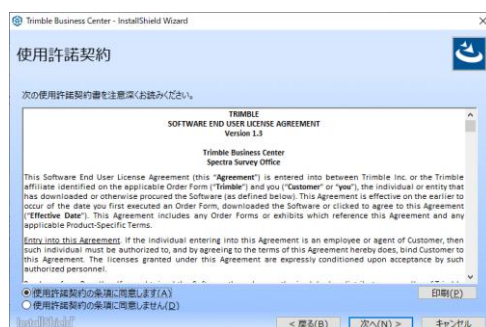 Trimble Business Center - InstallShield Wizard
使用許諾契約
次の使用許諾契約書を注意深くお読みください。
TRIMBLE
SOFTWARE END USER LICENSE AGREEMENT
Version 1.3
Trimble Business Center
Spectra Survey Office
This Software End User License Agreement (this "Agreement") is entered into between Trimble Inc. or the Trimble
affiliate identified on the applicable Order Form ("Trimble") and you ("Customer" or "you"), the individual or entity that
has downloaded or otherwise procured the Software (as defined below). This Agreement is effective on the earlier to
occur of the date you first executed an Order Form, downloaded the Software or clicked to agree to this Agreement
("Effective Date"). This Agreement includes any Order Forms or exhibits which reference this Agreement and any
applicable Product-Specific Terms.
Entry into this Agreement. If the individual entering into this Agreement is an employee or agent of Customer, then
such individual must be authorized to, and by agreeing to the terms of this Agreement hereby does, bind Customer to
this Agreement. The licenses granted under this Agreement are expressly conditioned upon acceptance by such
authorized personnel.
使用許諾契約の条項に同意します(A)
印刷(P)
使用許諾契約の条項に同意しません(D)
InstallShield
< 戻る(B)
次へ(N) >
キャンセル